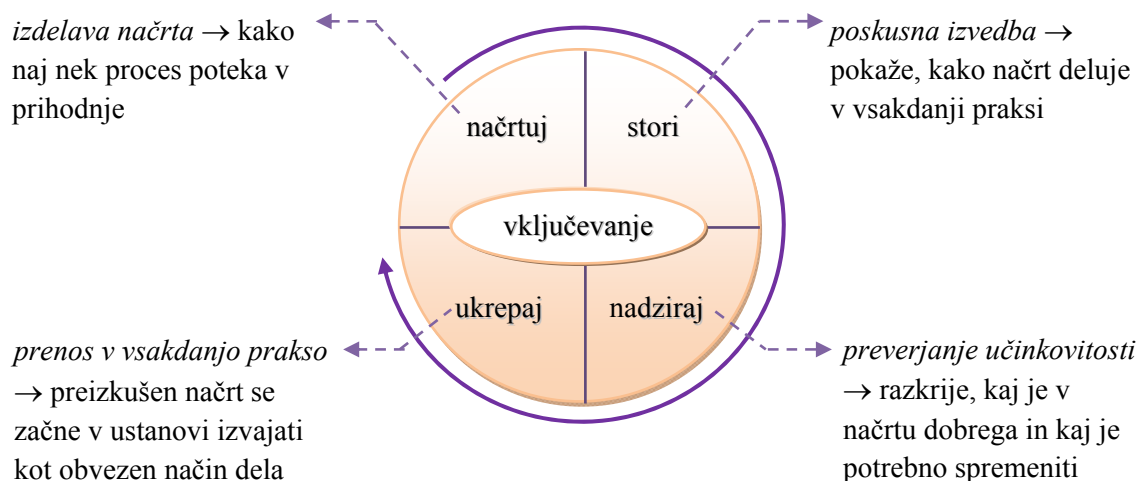 izdelava načrta → kako
naj nek proces poteka v
prihodnje
poskusna izvedba →
pokaže, kako načrt deluje
v vsakdanji praksi
načrtuj
stori
vključevanje
ukrepaj
nadziraj
prenos v vsakdanjo prakso
→ preizkušen načrt se
začne v ustanovi izvajati
kot obvezen način dela
preverjanje učinkovitosti
→ razkrije, kaj je v
načrtu dobrega in kaj je
potrebno spremeniti